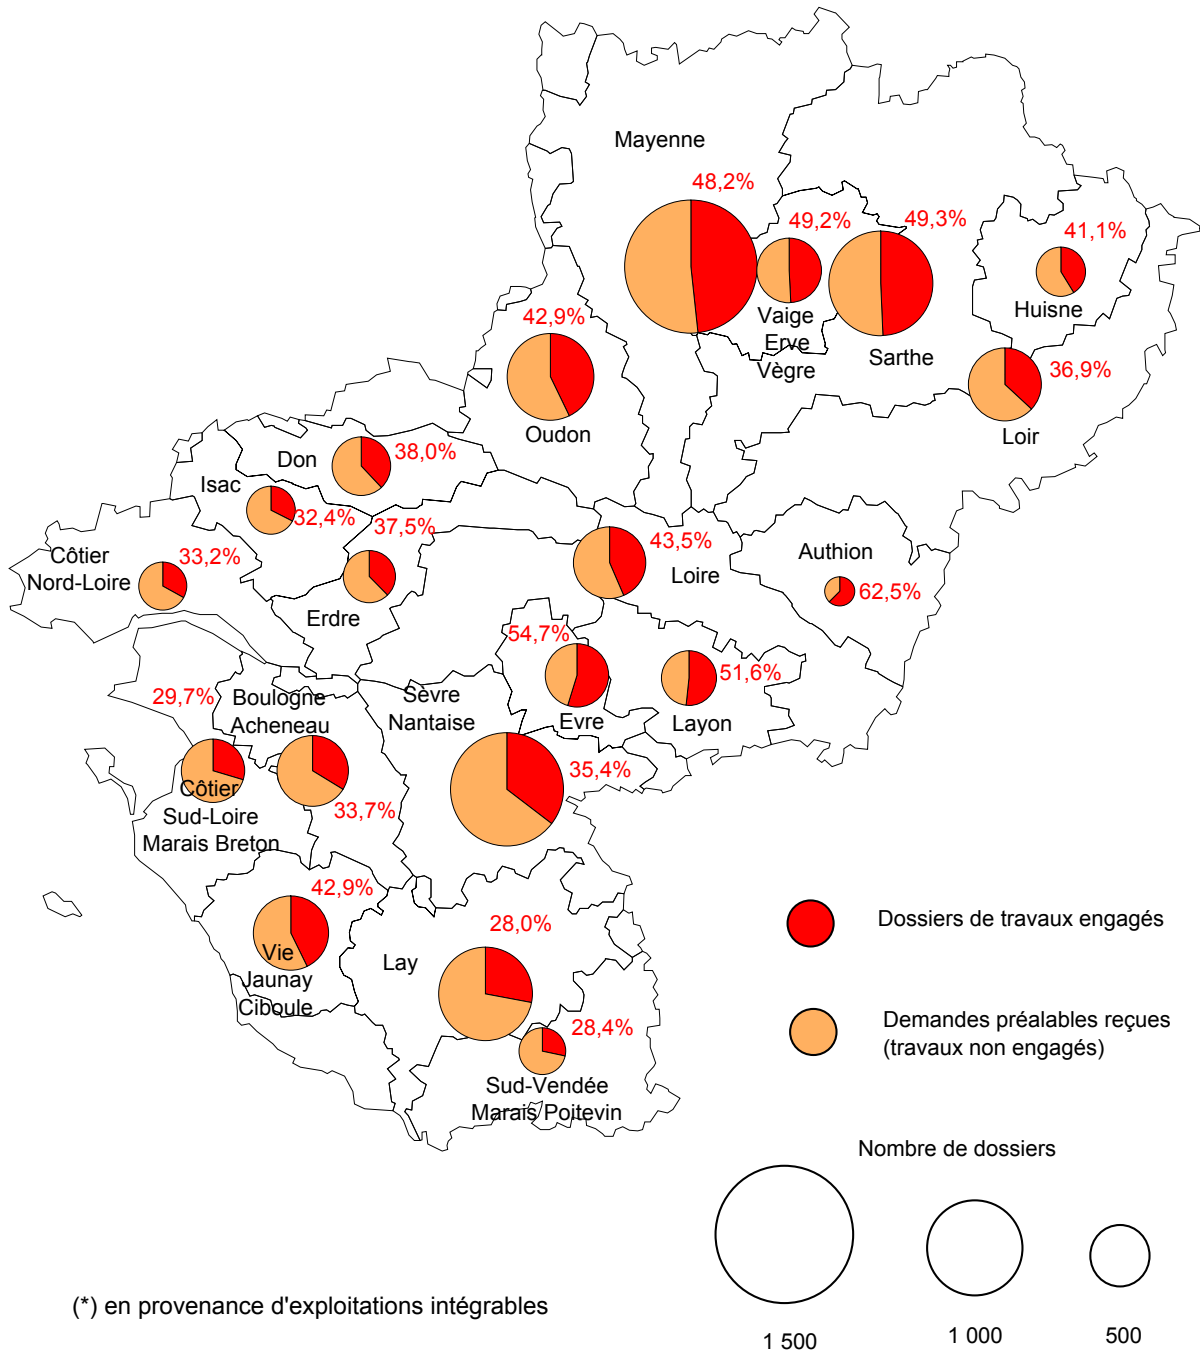 Mayenne
48,2%
49,2%
49,3%
41,1%
Vaige
Erve
Vègre
Sarthe
Huisne
42,9%
36,9%
Oudon
Loir
Don
38,0%
Isac
32,4%
37,5%
Côtier
Nord-Loire
33,2%
43,5%
Loire
Authion
62,5%
Erdre
54,7%
51,6%
Evre
Layon
29,7%
Boulogne
Acheneau
Sèvre
Nantaise
35,4%
33,7%
Côtier
Sud-Loire
Marais Breton
42,9%
Vie
Jaunay
Ciboule
28,0%
Lay
28,4%
Sud-Vendée
Marais Poitevin
Dossiers de travaux engagés
Demandes préalables reçues
(travaux non engagés)
Nombre de dossiers
1 500
1 000
500
(*) en provenance d'exploitations intégrables